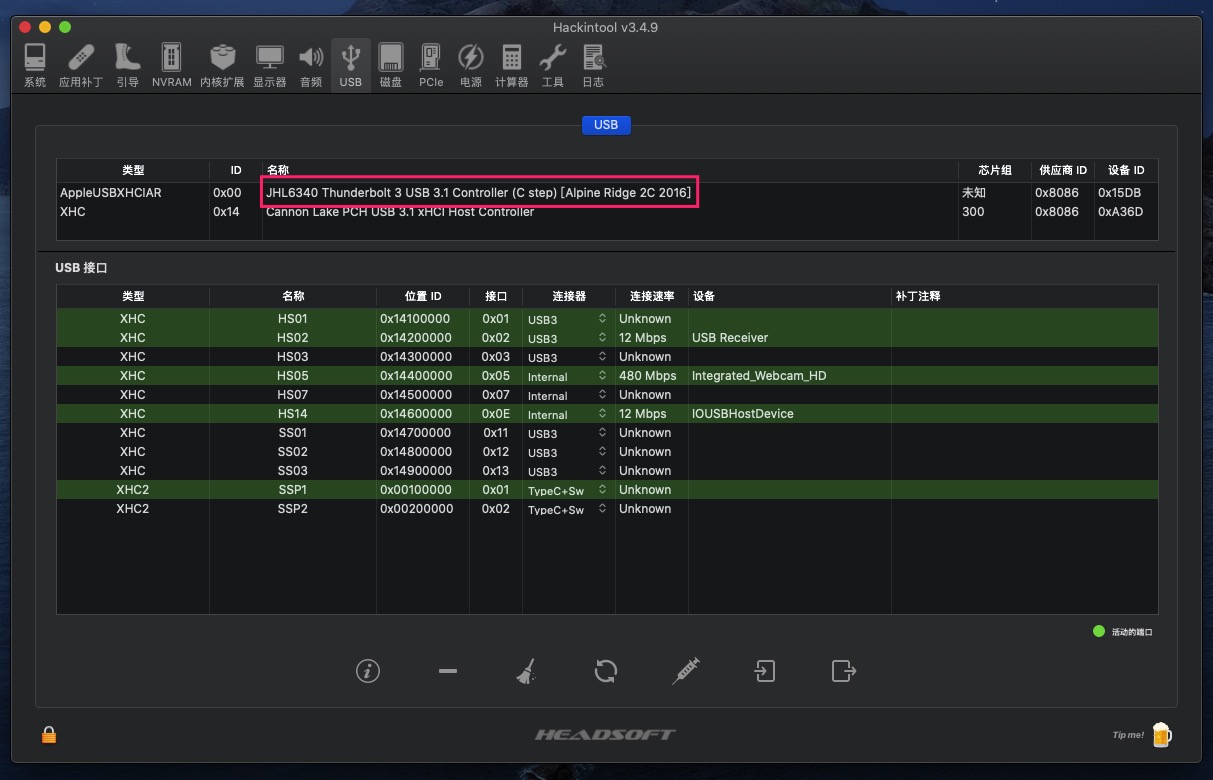 Hackintool v3.4.9
系统 应用补丁 引导 NVRAM 内核扩展 显示器 音频 USB 磁盘 PCIe 电源 计算器 工具 日志
USB
类型 ID 名称 芯片组 供应商 ID 设备 ID
AppleUSBXHCIAR 0x00 JHL6340 Thunderbolt 3 USB 3.1 Controller (C step) [Alpine Ridge 2C 2016] 未知 0x8086 0x15DB
XHC 0x14 Cannon Lake PCH USB 3.1 xHCI Host Controller 300 0x8086 0xA36D
USB 接口
类型 名称 位置 ID 接口 连接器 连接速率 设备 补丁注释
XHC HS01 0x14100000 0x01 USB3 Unknown
XHC HS02 0x14200000 0x02 USB3 12 Mbps USB Receiver
XHC HS03 0x14300000 0x03 USB3 Unknown
XHC HS05 0x14400000 0x05 Internal 480 Mbps Integrated_Webcam_HD
XHC HS07 0x14500000 0x07 Internal Unknown
XHC HS14 0x14600000 0x0E Internal 12 Mbps IOUSBHostDevice
XHC SS01 0x14700000 0x11 USB3 Unknown
XHC SS02 0x14800000 0x12 USB3 Unknown
XHC SS03 0x14900000 0x13 USB3 Unknown
XHC2 SSP1 0x00100000 0x01 TypeC+Sw Unknown
XHC2 SSP2 0x00200000 0x02 TypeC+Sw Unknown
活动的端口
HEADSOFT
Tip me!